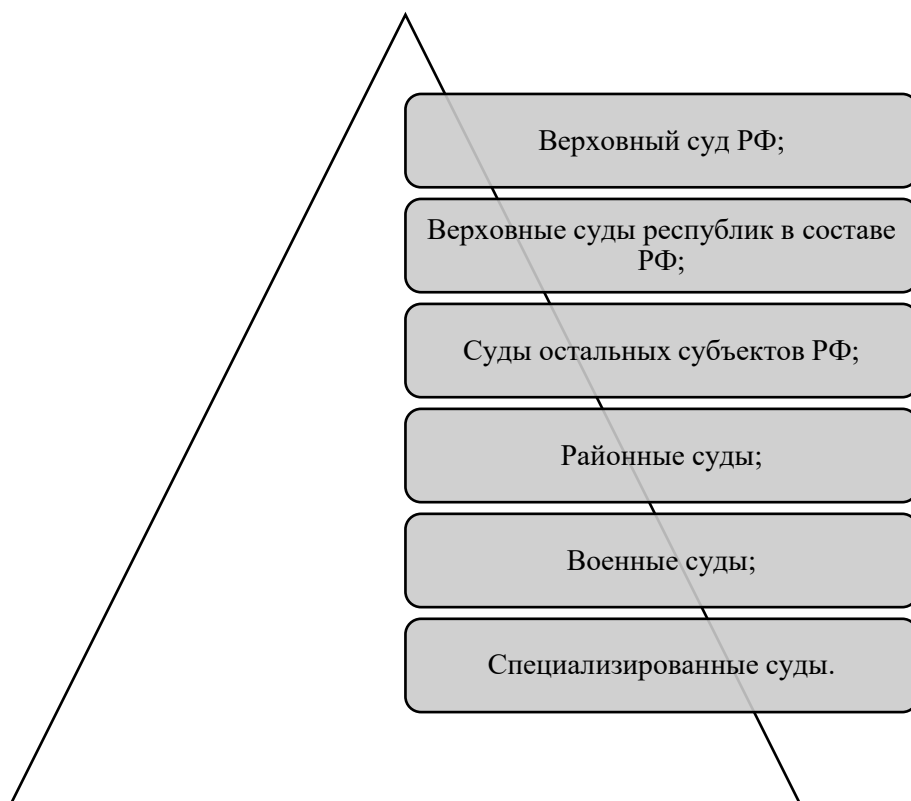 Верховный суд РФ;
Верховные суды республик в составе
РФ;
Суды остальных субъектов РФ;
Районные суды;
Военные суды;
Специализированные суды.